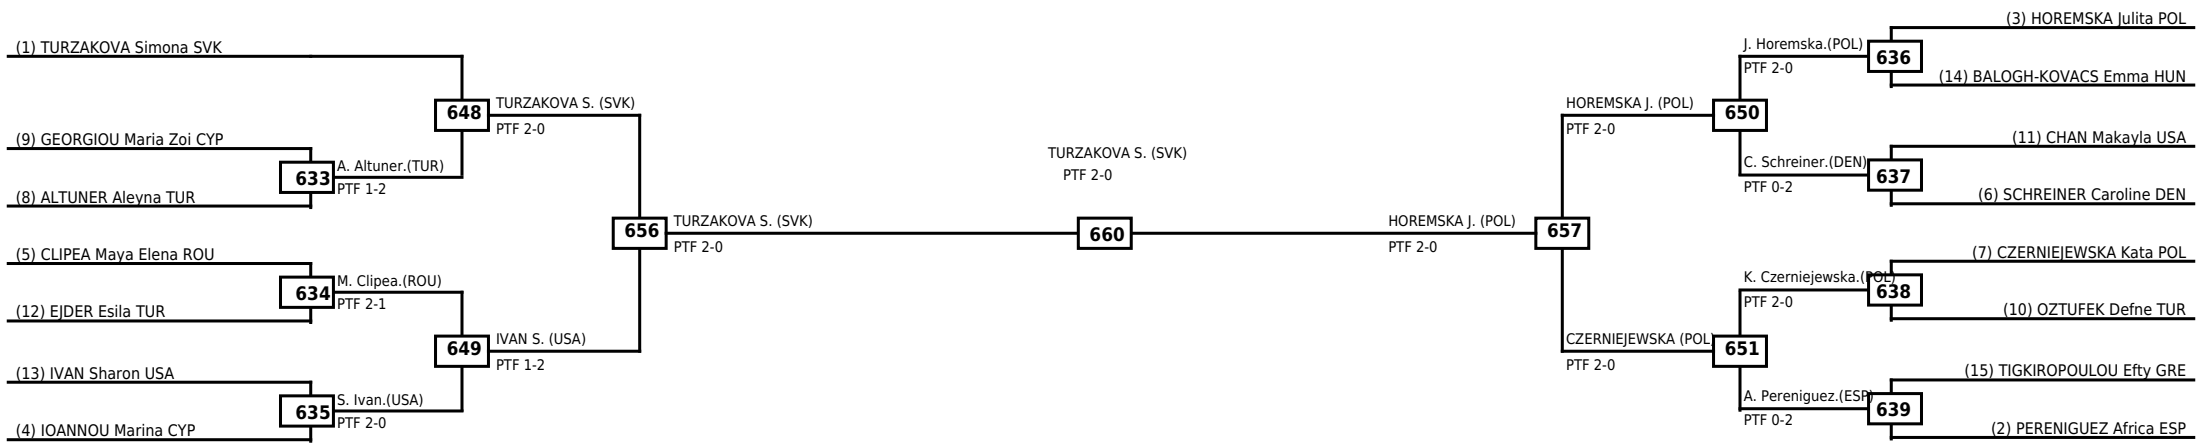 (1) TURZAKOVA Simona SVK
(9) GEORGIOU Maria Zoi CYP
(8) ALTUNER Aleyna TUR
(5) CLIPEA Maya Elena ROU
(12) EJDER Esila TUR
(13) IVAN Sharon USA
(4) IOANNOU Marina CYP
633
A. Altuner.(TUR)
PTF 1-2
634
M. Clipea.(ROU)
PTF 2-1
635
S. Ivan.(USA)
PTF 2-0
648
TURZAKOVA S. (SVK)
PTF 2-0
649
IVAN S. (USA)
PTF 1-2
656
TURZAKOVA S. (SVK)
PTF 2-0
TURZAKOVA S. (SVK)
PTF 2-0
660
HOREMSKA J. (POL)
PTF 2-0
657
HOREMSKA J. (POL)
PTF 2-0
650
CZERNIEJEWSKA (POL)
PTF 2-0
651
J. Horemska.(POL)
PTF 2-0
636
C. Schreiner.(DEN)
PTF 0-2
637
K. Czerniejewska.(POL)
PTF 2-0
638
A. Pereniguez.(ESP)
PTF 0-2
639
(3) HOREMSKA Julita POL
(14) BALOGH-KOVACS Emma HUN
(11) CHAN Makayla USA
(6) SCHREINER Caroline DEN
(7) CZERNIEJEWSKA Kata POL
(10) OZTUFEK Defne TUR
(15) TIGKIROPOULOU Efty GRE
(2) PERENIGUEZ Africa ESP